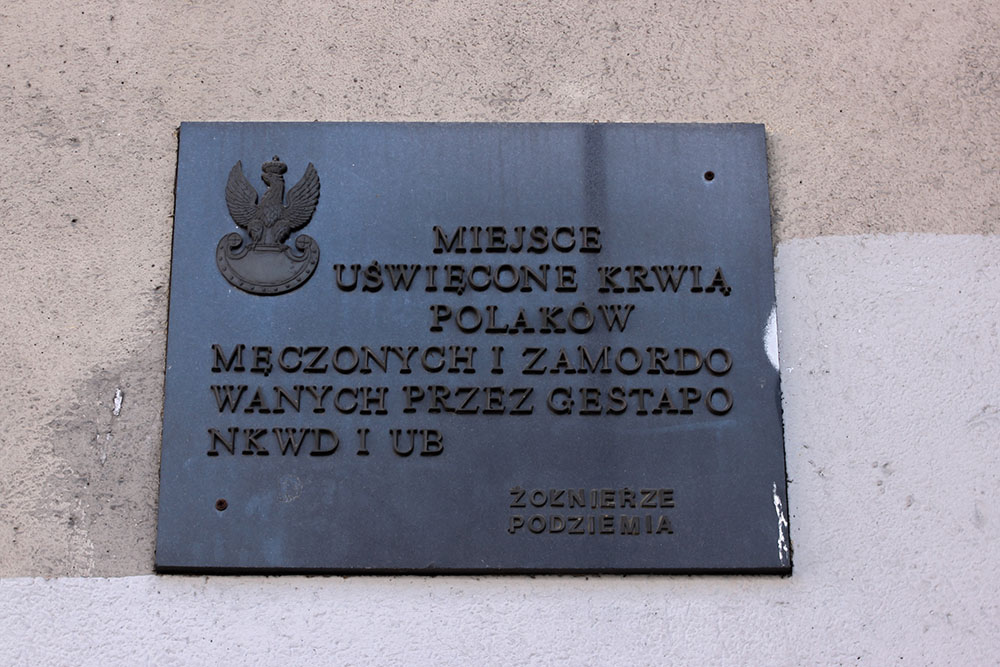 MIEJSCE
UŚWIĘCONE KRWIĄ
POLAKÓW
MĘCZONYCH I ZAMORDO
WANYCH PRZEZ GESTAPO
NKWD I UB
ŻOŁNIERZE
PODZIEMIA